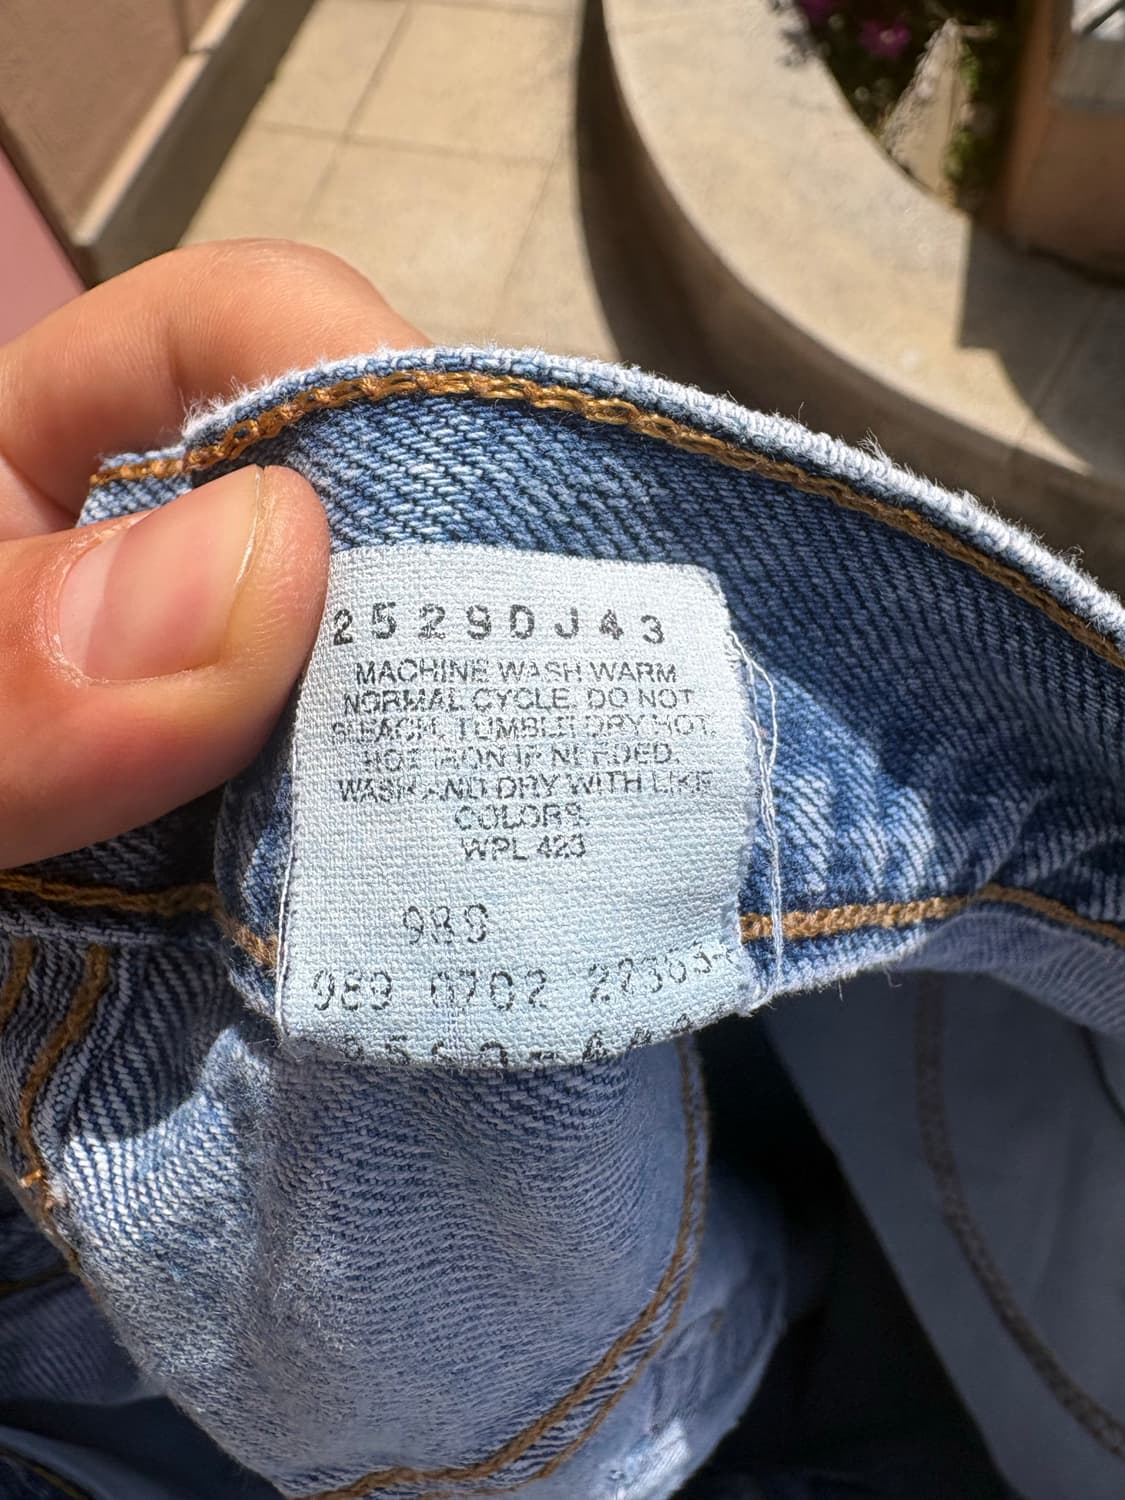 25290J43
MACHINE WASH WARM
NORMAL CYCLE. DO NOT
BLEACH. TUMBLE DRY HOT.
HOT IRON IF NEEDED.
WASH AND DRY WITH LIKE
COLORS.
WPL 423
989
989 0702